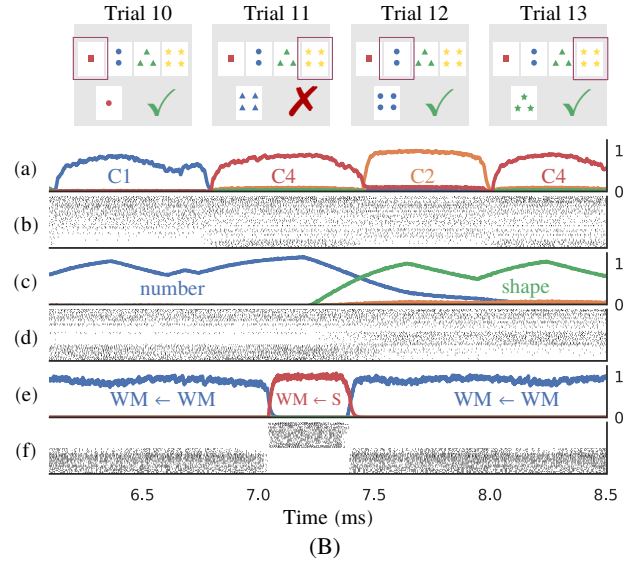 Trial 10 Trial 11 Trial 12 Trial 13
(a) C1 C4 C2 C4 1 0
(b)
(c) number shape 1 0
(d)
(e) WM ← WM WM ← S WM ← WM 1 0
(f)
6.5 7.0 7.5 8.0 8.5
Time (ms)
(B)